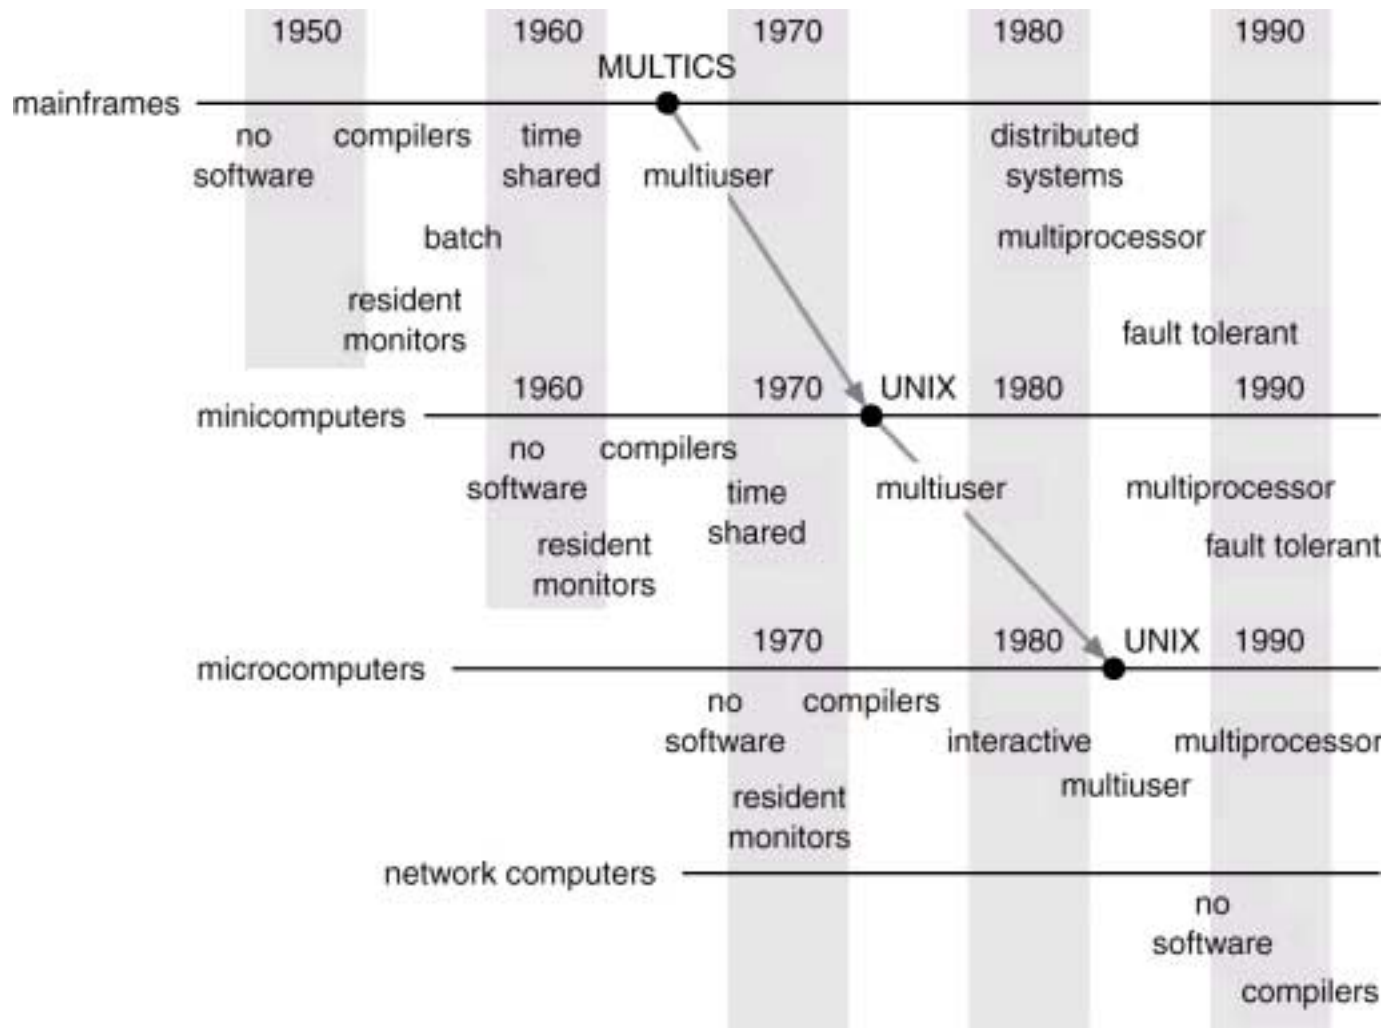 1950 1960 1970 1980 1990
MULTICS
mainframes
no compilers time distributed
software shared multiuser systems
batch multiprocessor
resident
monitors fault tolerant
1960 1970 UNIX 1980 1990
minicomputers
no compilers
software time multiuser multiprocessor
shared
resident fault tolerant
monitors
1970 1980 UNIX 1990
microcomputers
no compilers
software interactive multiprocessor
multiuser
resident
monitors
network computers
no
software
compilers